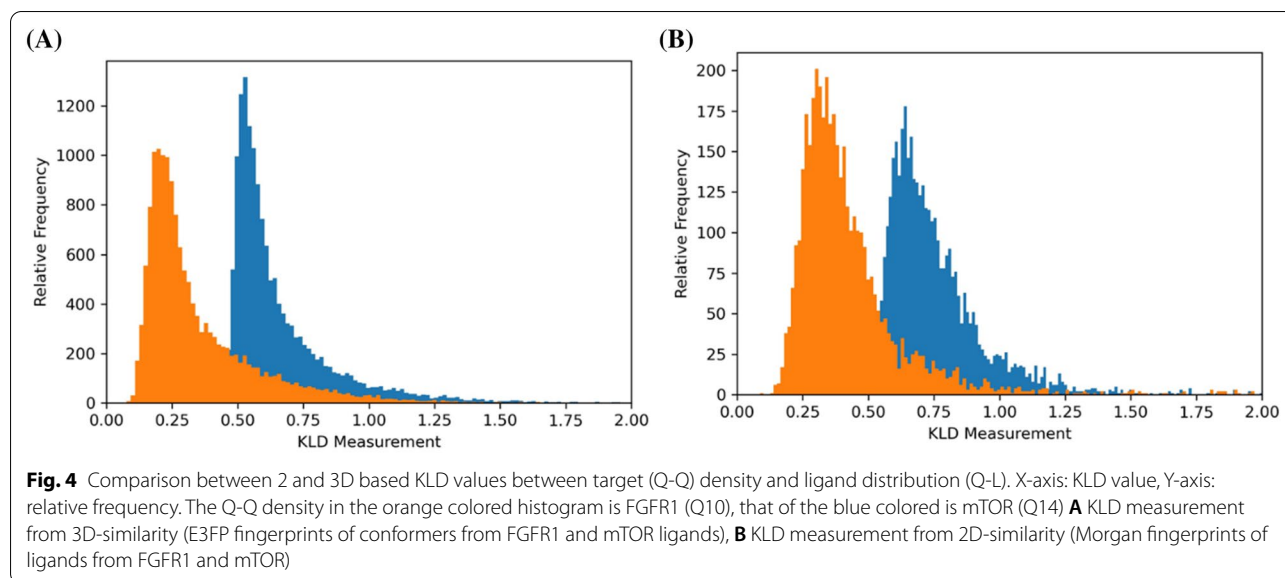 (A)
(B)
Relative Frequency
1200
1000
800
600
400
200
0
0.00 0.25 0.50 0.75 1.00 1.25 1.50 1.75 2.00
KLD Measurement
Relative Frequency
200
175
150
125
100
75
50
25
0
0.00 0.25 0.50 0.75 1.00 1.25 1.50 1.75 2.00
KLD Measurement
Fig. 4 Comparison between 2 and 3D based KLD values between target (Q-Q) density and ligand distribution (Q-L). X-axis: KLD value, Y-axis:
relative frequency. The Q-Q density in the orange colored histogram is FGFR1 (Q10), that of the blue colored is mTOR (Q14) A KLD measurement
from 3D-similarity (E3FP fingerprints of conformers from FGFR1 and mTOR ligands), B KLD measurement from 2D-similarity (Morgan fingerprints of
ligands from FGFR1 and mTOR)